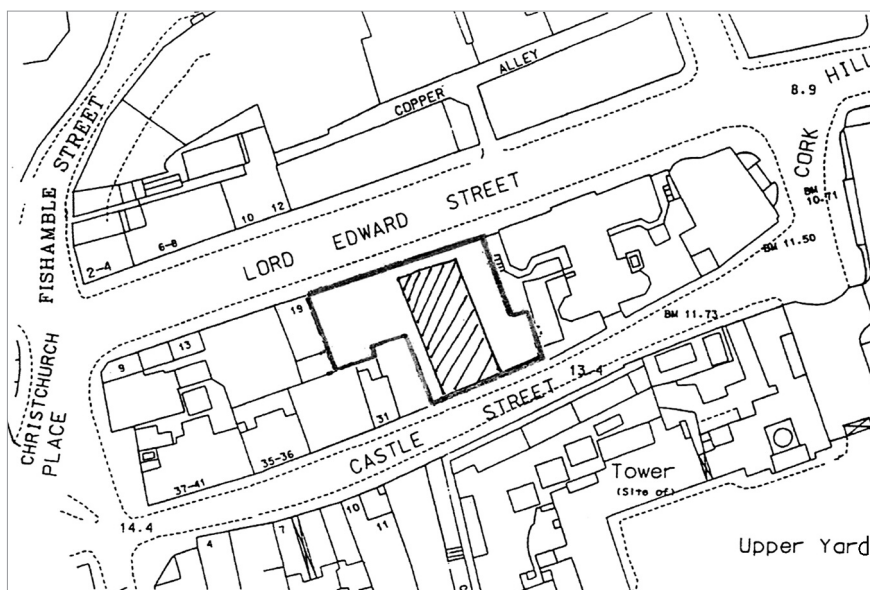 HILL
8.9
ALLEY
COPPER
CORK
FISHAMBLE STREET
BM
10.71
12
10
6-8
2-4
LORD EDWARD STREET
BM 11.50
19
BM 11.73
13
9
13.4
CHRISTCHURCH
PLACE
31
CASTLE STREET
35-36
37-41
Tower
(Site of)
14.4
10
11
7
4
Upper Yard